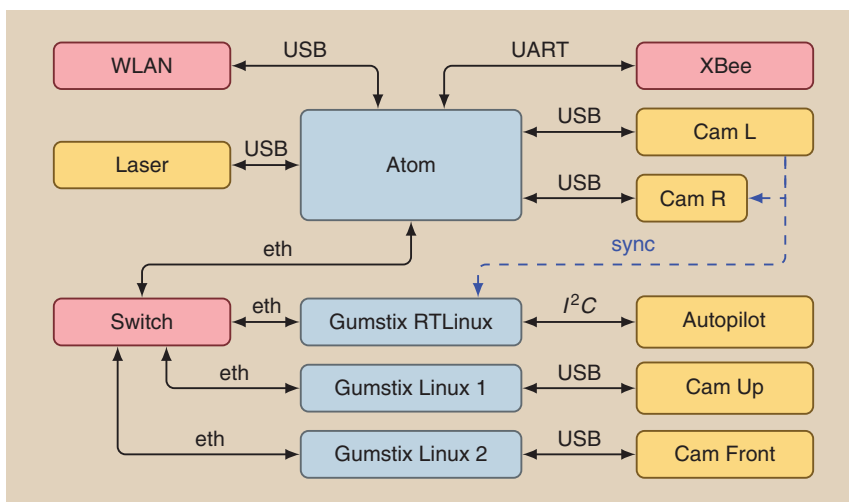 USB
UART
WLAN
XBee
USB
Cam L
USB
Laser
Atom
USB
Cam R
eth
sync
Switch
eth
Gumstix RTLinux
I²C
Autopilot
eth
Gumstix Linux 1
USB
Cam Up
eth
Gumstix Linux 2
USB
Cam Front